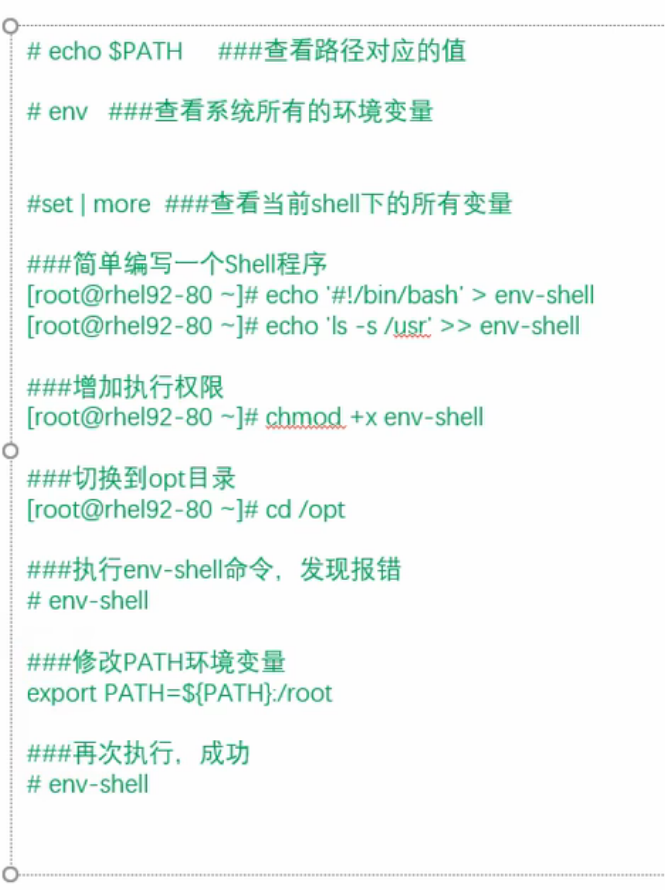 # echo $PATH ###查看路径对应的值
# env ###查看系统所有的环境变量
#set | more ###查看当前shell下的所有变量
###简单编写一个Shell程序
[root@rhel92-80 ~]# echo '#!/bin/bash' > env-shell
[root@rhel92-80 ~]# echo 'ls -s /usr' >> env-shell
###增加执行权限
[root@rhel92-80 ~]# chmod +x env-shell
###切换到opt目录
[root@rhel92-80 ~]# cd /opt
###执行env-shell命令，发现报错
# env-shell
###修改PATH环境变量
export PATH=${PATH}:/root
###再次执行，成功
# env-shell